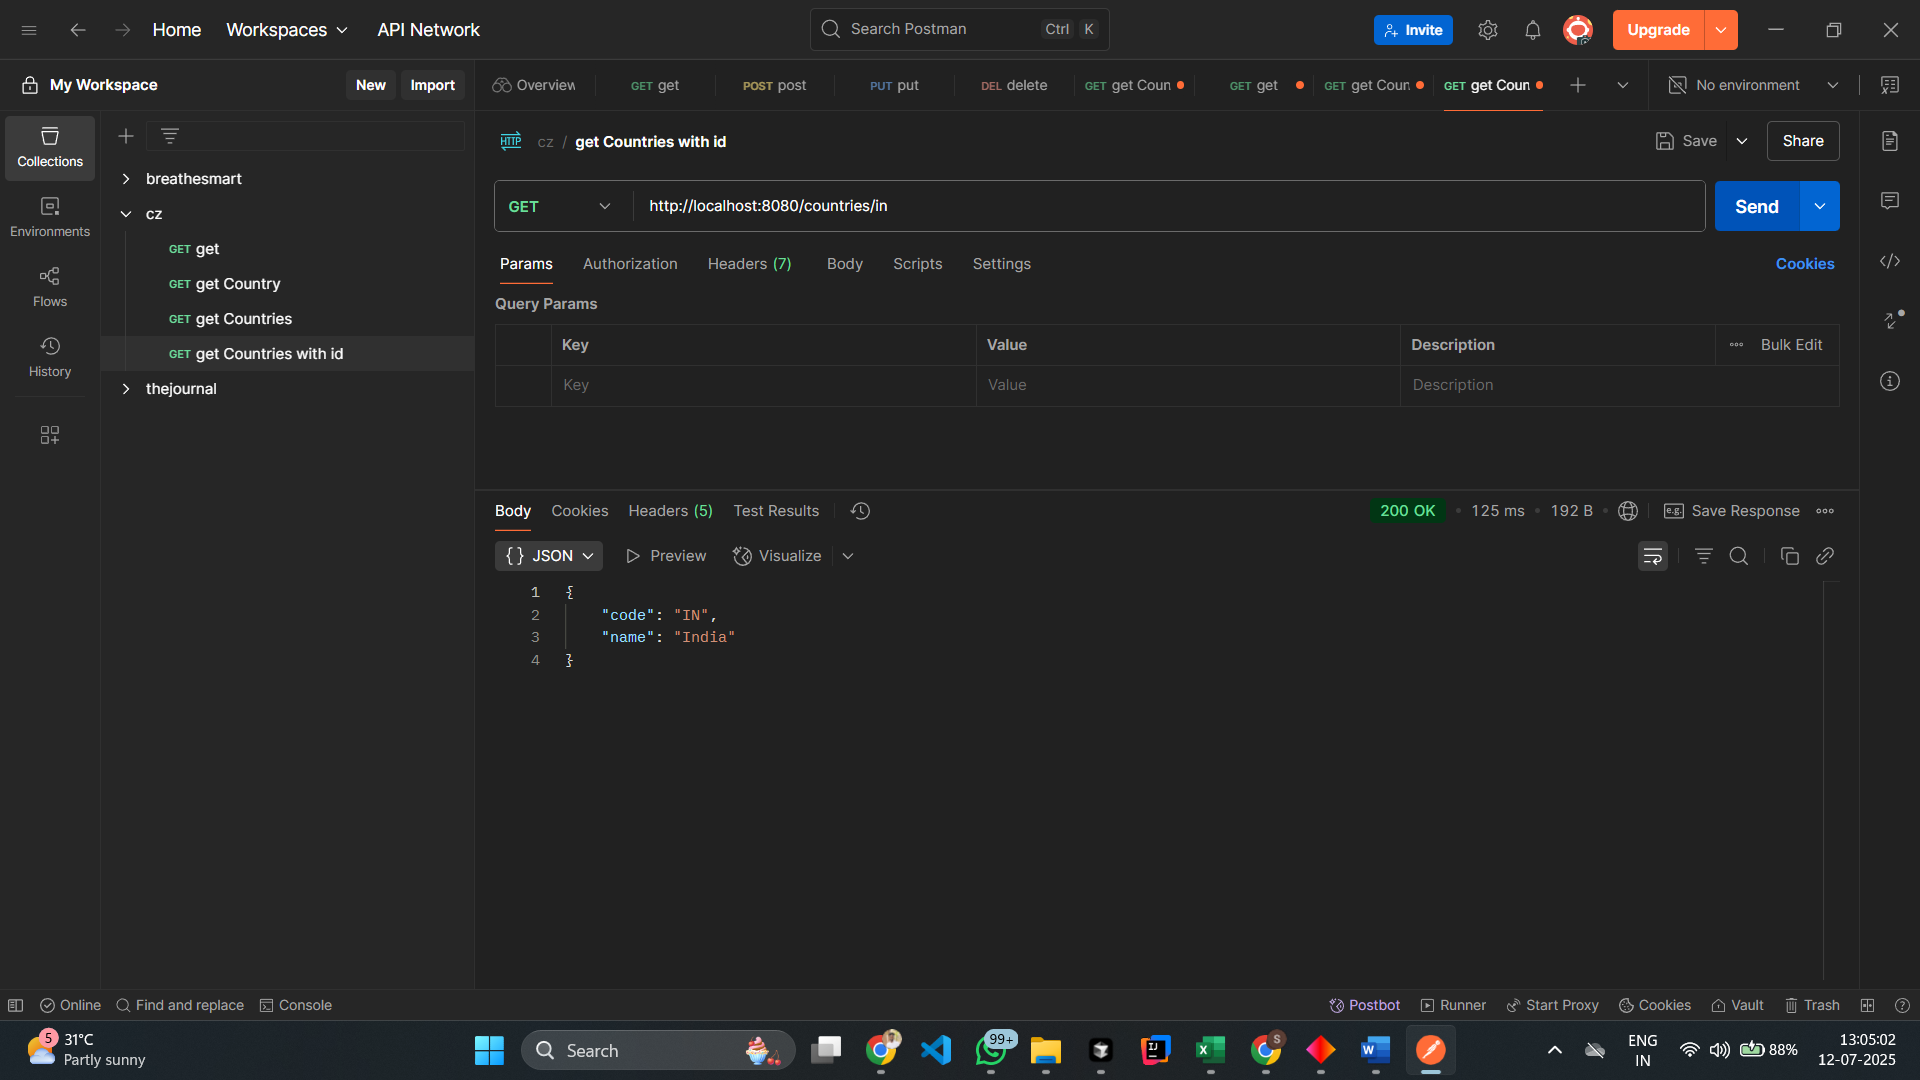 Home
Workspaces
API Network
Search Postman
Ctrl K
Invite
Upgrade
My Workspace
New
Import
Overview
GET get
POST post
PUT put
DEL delete
GET get Coun
GET get
GET get Coun
GET get Coun
No environment
Collections
Environments
Flows
History
breathesmart
cz
GET get
GET get Country
GET get Countries
GET get Countries with id
thejournal
HTTP cz / get Countries with id
Save
Share
GET
http://localhost:8080/countries/in
Send
Params
Authorization
Headers (7)
Body
Scripts
Settings
Cookies
Query Params
Key
Value
Description
Bulk Edit
Key
Value
Description
Body
Cookies
Headers (5)
Test Results
200 OK
125 ms
192 B
e.g. Save Response
{} JSON
Preview
Visualize
1 {
2 "code": "IN",
3 "name": "India"
4 }
Online
Find and replace
Console
Postbot
Runner
Start Proxy
Cookies
Vault
Trash
5
31°C
Partly sunny
Search
99+
IJ
X
S
W
ENG
IN
88%
13:05:02
12-07-2025